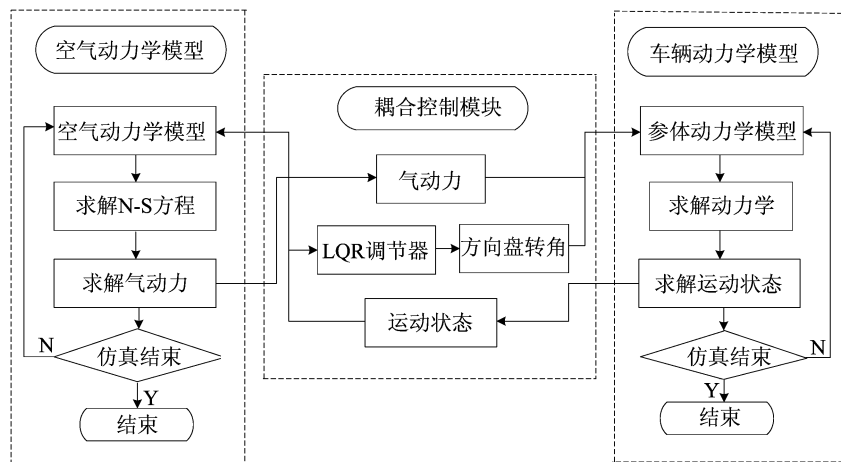 空气动力学模型
空气动力学模型
求解N-S方程
求解气动力
N
仿真结束
Y
结束
耦合控制模块
气动力
LQR调节器
方向盘转角
运动状态
车辆动力学模型
参体动力学模型
求解动力学
求解运动状态
仿真结束
N
Y
结束